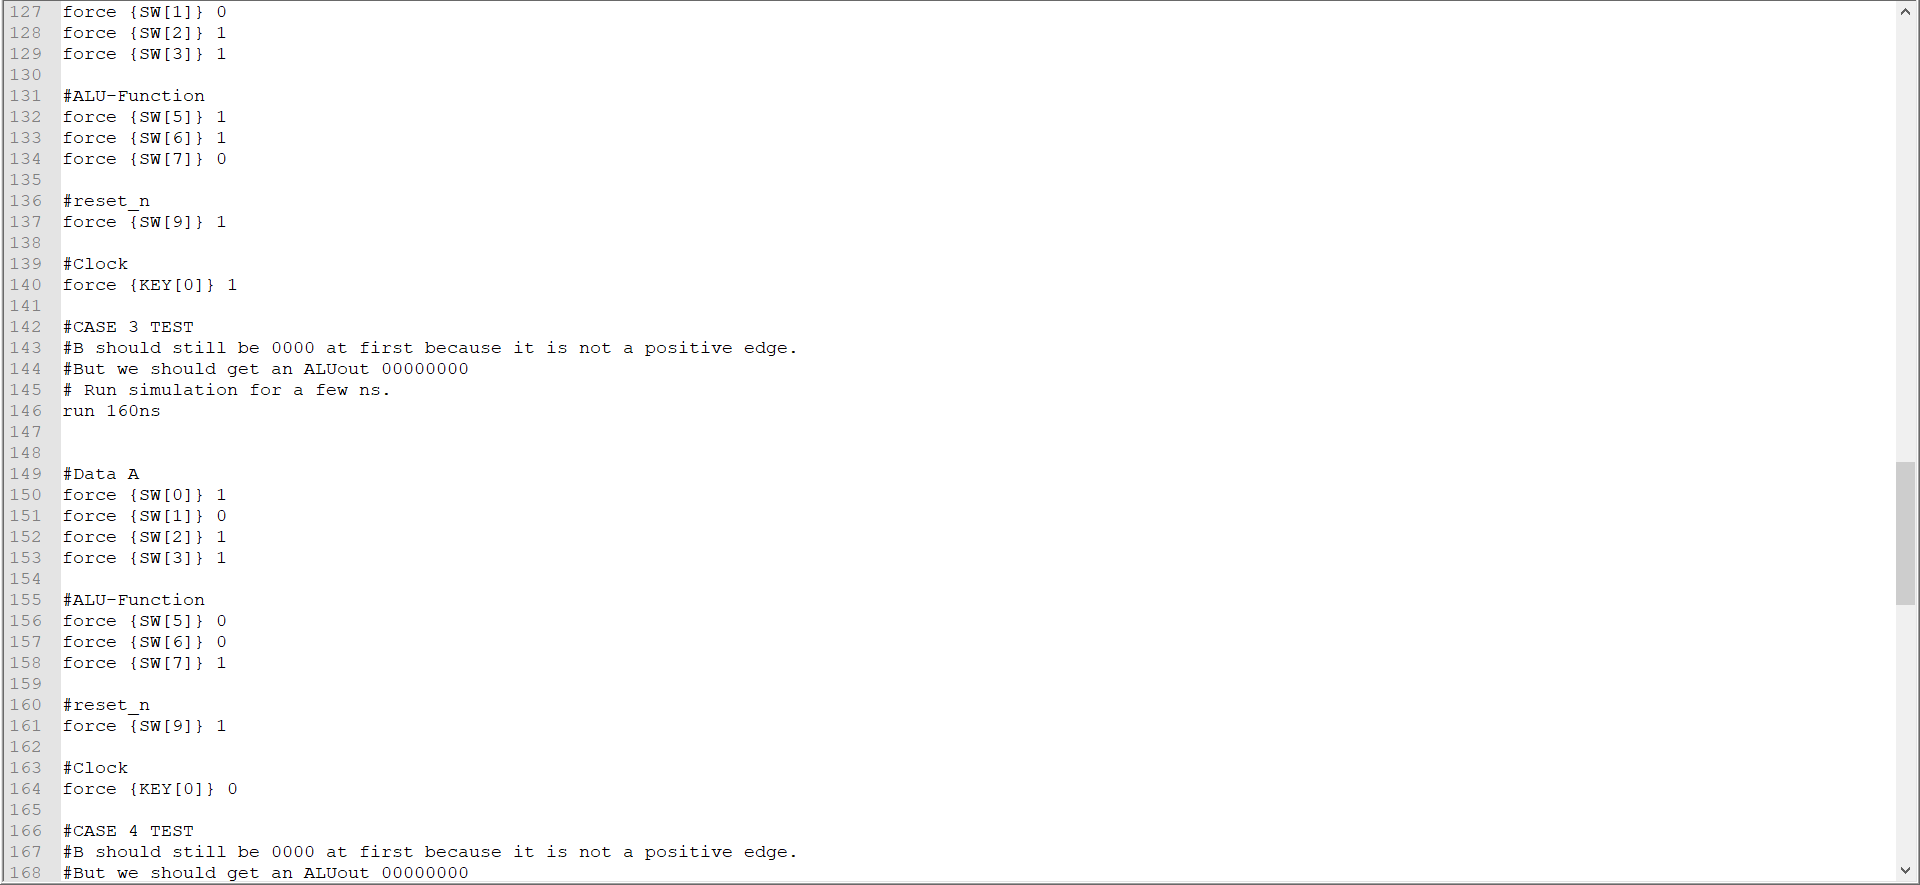 127 force {SW[1]} 0
128 force {SW[2]} 1
129 force {SW[3]} 1
130
131 #ALU-Function
132 force {SW[5]} 1
133 force {SW[6]} 1
134 force {SW[7]} 0
135
136 #reset_n
137 force {SW[9]} 1
138
139 #Clock
140 force {KEY[0]} 1
141
142 #CASE 3 TEST
143 #B should still be 0000 at first because it is not a positive edge.
144 #But we should get an ALUout 00000000
145 # Run simulation for a few ns.
146 run 160ns
147
148
149 #Data A
150 force {SW[0]} 1
151 force {SW[1]} 0
152 force {SW[2]} 1
153 force {SW[3]} 1
154
155 #ALU-Function
156 force {SW[5]} 0
157 force {SW[6]} 0
158 force {SW[7]} 1
159
160 #reset_n
161 force {SW[9]} 1
162
163 #Clock
164 force {KEY[0]} 0
165
166 #CASE 4 TEST
167 #B should still be 0000 at first because it is not a positive edge.
168 #But we should get an ALUout 00000000